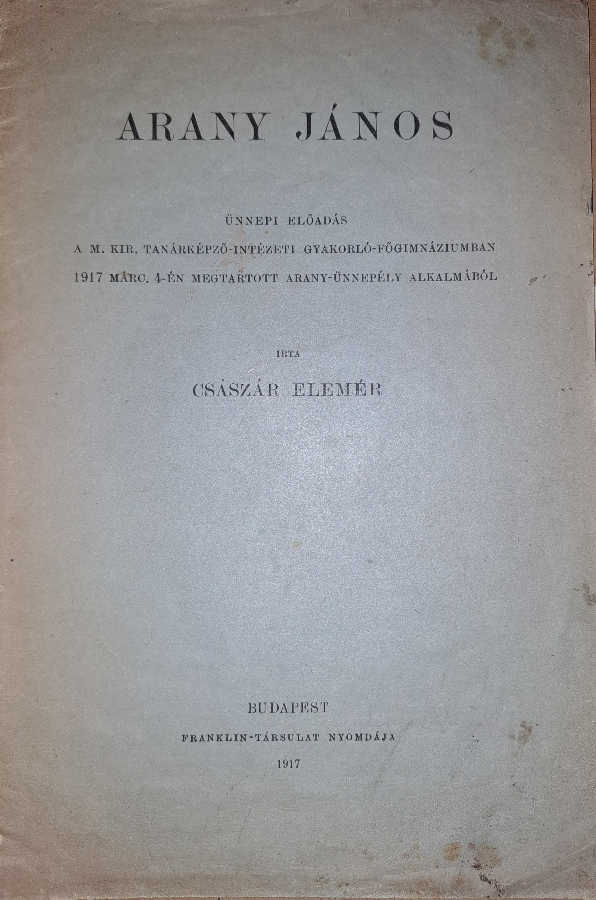 ARANY JÁNOS
ÜNNEPI ELŐADÁS
A M. KIR. TANÁRKÉPZŐ-INTÉZETI GYAKORLÓ-FŐGIMNÁZIUMBAN
1917 MÁRC. 4-ÉN MEGTARTOTT ARANY-ÜNNEPÉLY ALKALMÁBÓL
IRTA
CSÁSZÁR ELEMÉR
BUDAPEST
FRANKLIN-TÁRSULAT NYOMDÁJA
1917